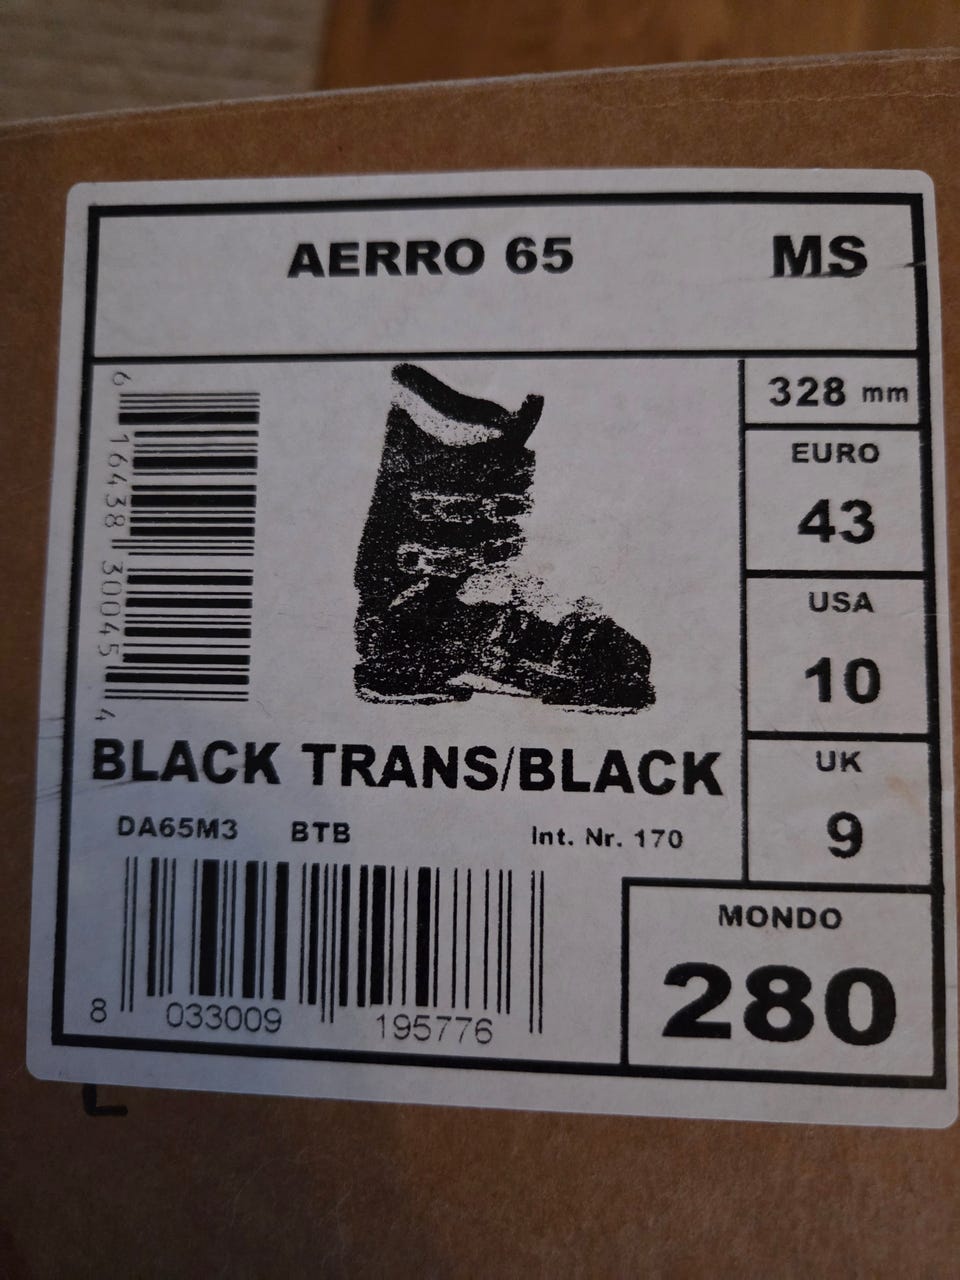 AERRO 65 MS
6 16438 30045 4
328 mm
EURO
43
USA
10
UK
9
BLACK TRANS/BLACK
DA65M3 BTB Int. Nr. 170
8 033009 195776
MONDO
280